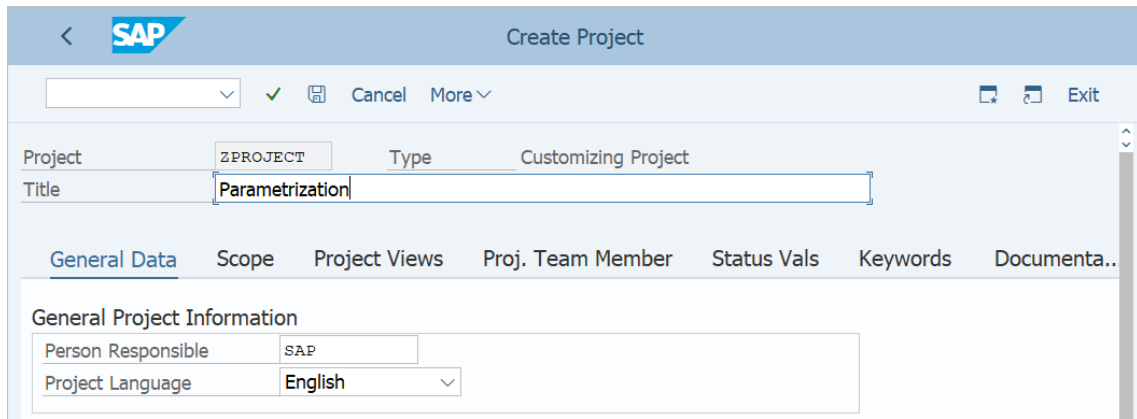 SAP Create Project
Cancel More Exit
Project ZPROJECT Type Customizing Project
Title Parametrization
General Data Scope Project Views Proj. Team Member Status Vals Keywords Documenta..
General Project Information
Person Responsible SAP
Project Language English